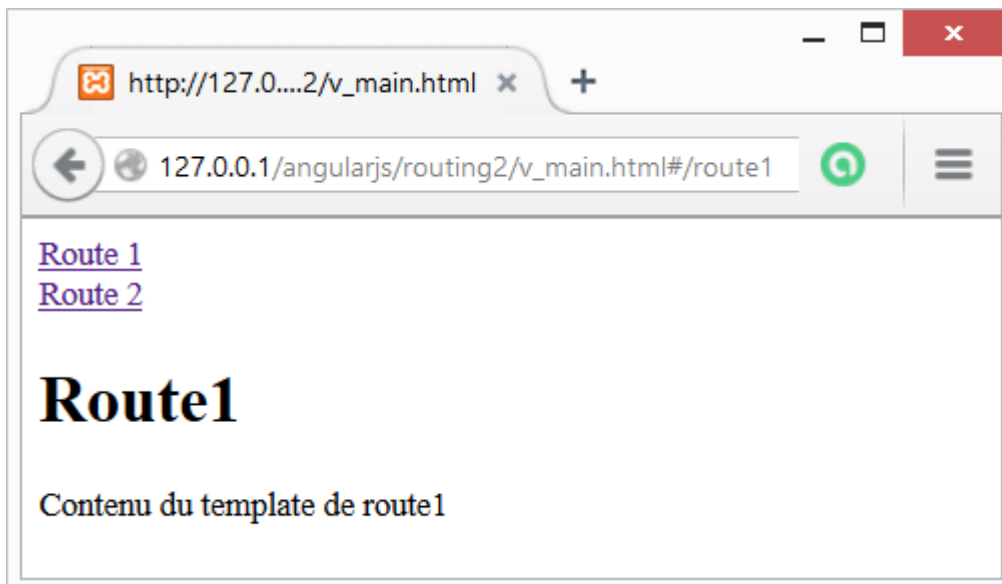 http://127.0....2/v_main.html
127.0.0.1/angularjs/routing2/v_main.html#/route1
Route 1
Route 2
Route1
Contenu du template de route1